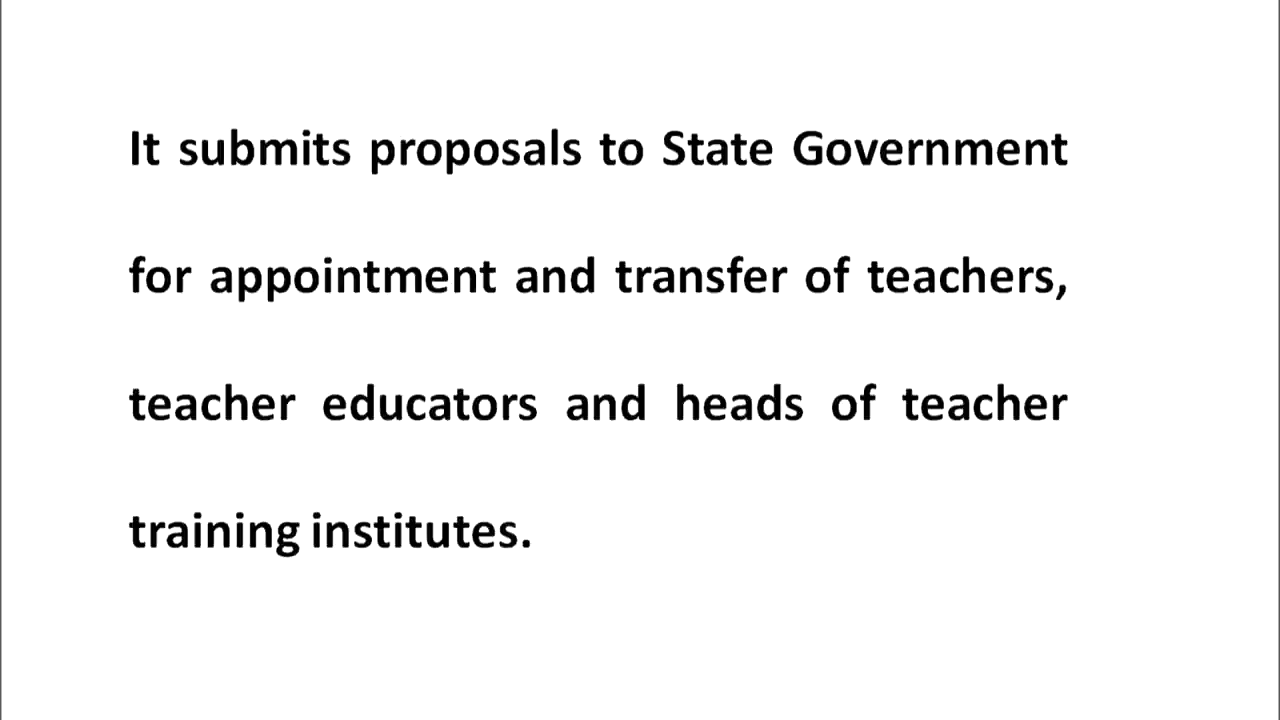 It submits proposals to State Government
for appointment and transfer of teachers,
teacher educators and heads of teacher
training institutes.